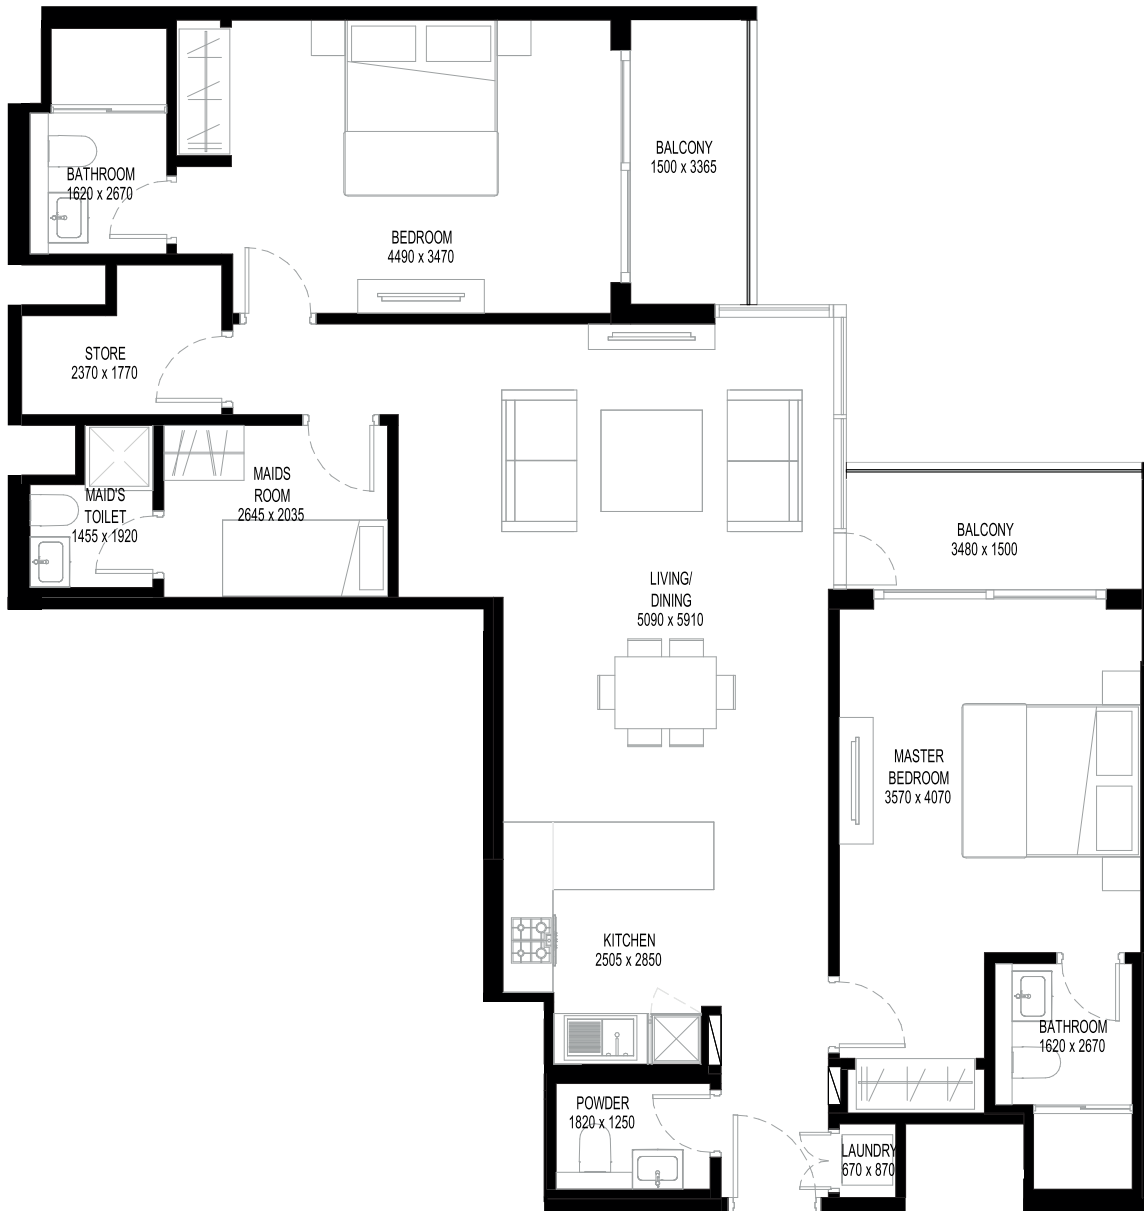 BALCONY
1500 x 3365
BATHROOM
1620 x 2670
BEDROOM
4490 x 3470
STORE
2370 x 1770
MAIDS
ROOM
2645 x 2035
MAID'S
TOILET
1455 x 1920
BALCONY
3480 x 1500
LIVING/
DINING
5090 x 5910
MASTER
BEDROOM
3570 x 4070
KITCHEN
2505 x 2850
BATHROOM
1620 x 2670
POWDER
1820 x 1250
LAUNDRY
670 x 870